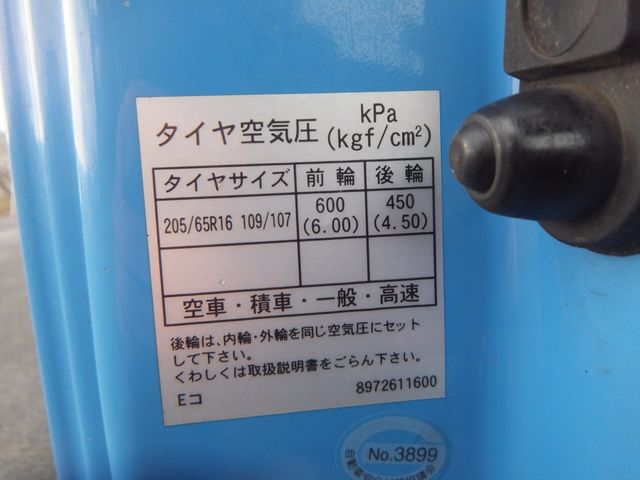 タイヤ空気圧 kPa
(kgf/cm²)
タイヤサイズ 前輪 後輪
205/65R16 109/107 600 450
(6.00) (4.50)
空車・積車・一般・高速
後輪は、内輪・外輪を同じ空気圧にセット
して下さい。
くわしくは取扱説明書をごらん下さい。
Eコ 8972611600
No.3899